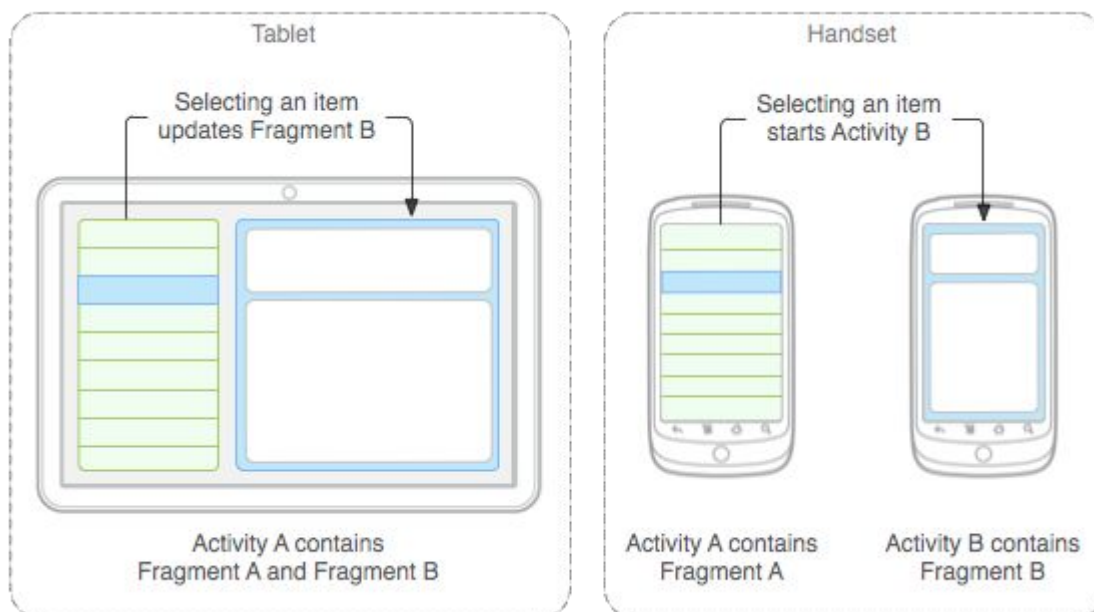 Tablet
Selecting an item
updates Fragment B
Activity A contains
Fragment A and Fragment B
Handset
Selecting an item
starts Activity B
Activity A contains
Fragment A
Activity B contains
Fragment B